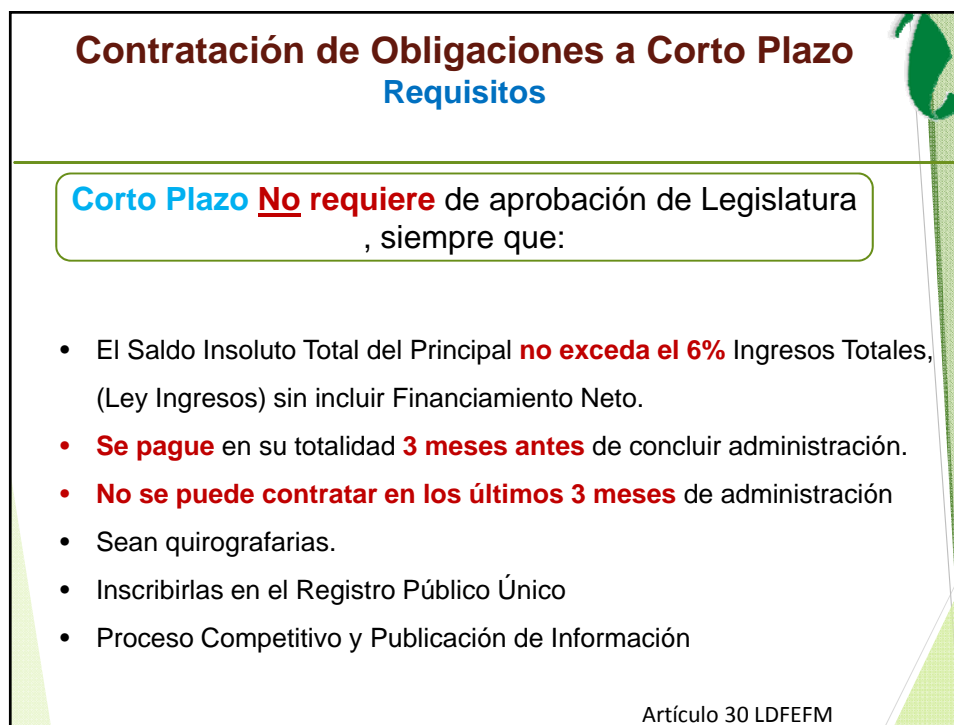 Contratación de Obligaciones a Corto Plazo
Requisitos
Corto Plazo No requiere de aprobación de Legislatura
, siempre que:
• El Saldo Insoluto Total del Principal no exceda el 6% Ingresos Totales,
(Ley Ingresos) sin incluir Financiamiento Neto.
• Se pague en su totalidad 3 meses antes de concluir administración.
• No se puede contratar en los últimos 3 meses de administración
• Sean quirografarias.
• Inscribirlas en el Registro Público Único
• Proceso Competitivo y Publicación de Información
Artículo 30 LDFEFM